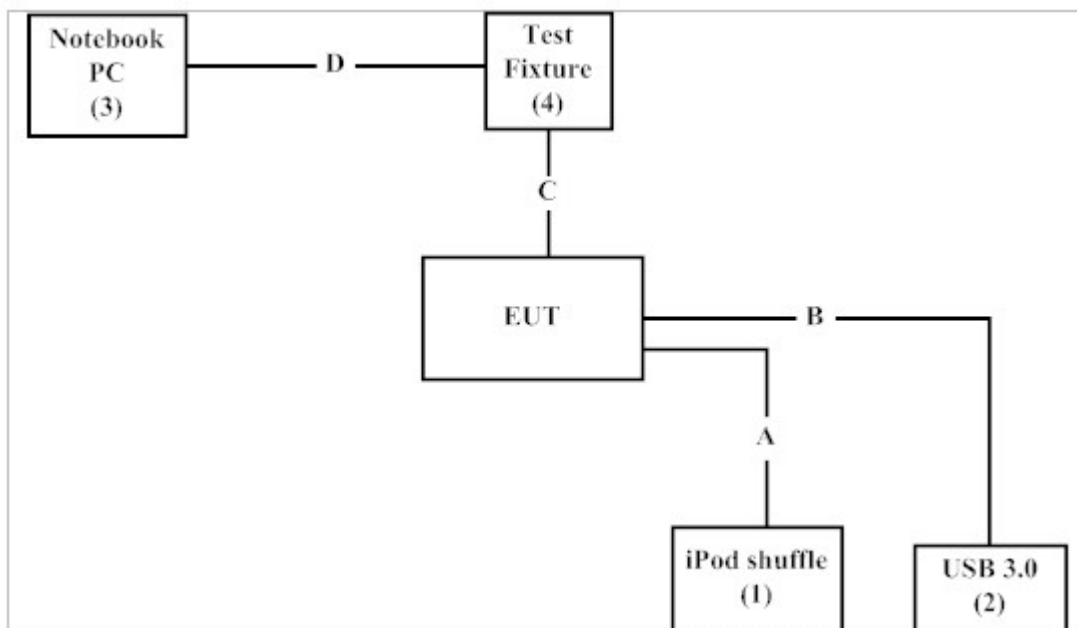 Notebook
PC
(3)
D
Test
Fixture
(4)
C
EUT
B
A
iPod shuffle
(1)
USB 3.0
(2)